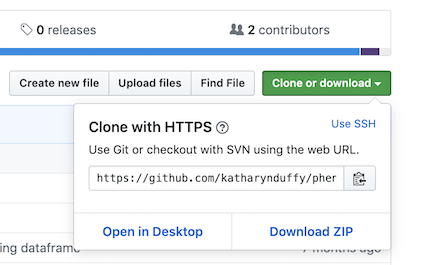 0 releases
2 contributors
Create new file
Upload files
Find File
Clone or download
Clone with HTTPS
Use SSH
Use Git or checkout with SVN using the web URL.
https://github.com/katharynduffy/pher
Open in Desktop
Download ZIP
ng dataframe
7 months ago